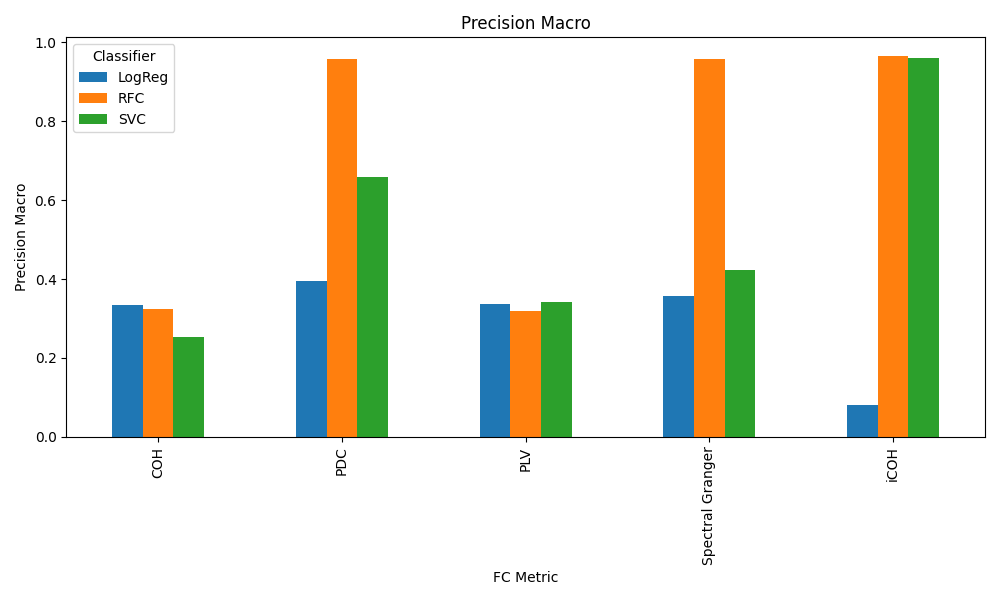 Precision Macro
Classifier
LogReg
RFC
SVC
Precision Macro
1.0
0.8
0.6
0.4
0.2
0.0
COH
PDC
PLV
Spectral Granger
iCOH
FC Metric